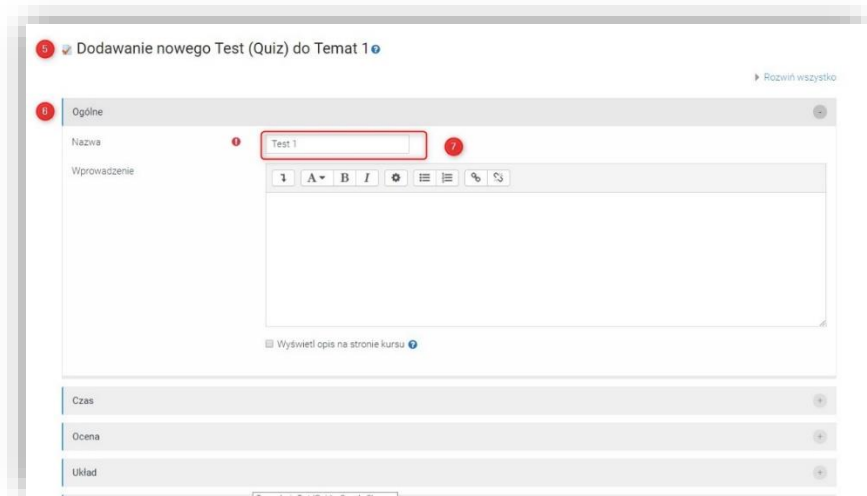 5 Dodawanie nowego Test (Quiz) do Temat 1
Rozwiń wszystko
6 Ogólne
Nazwa Test 1 7
Wprowadzenie
A B I
Wyświetl opis na stronie kursu
Czas
Ocena
Układ